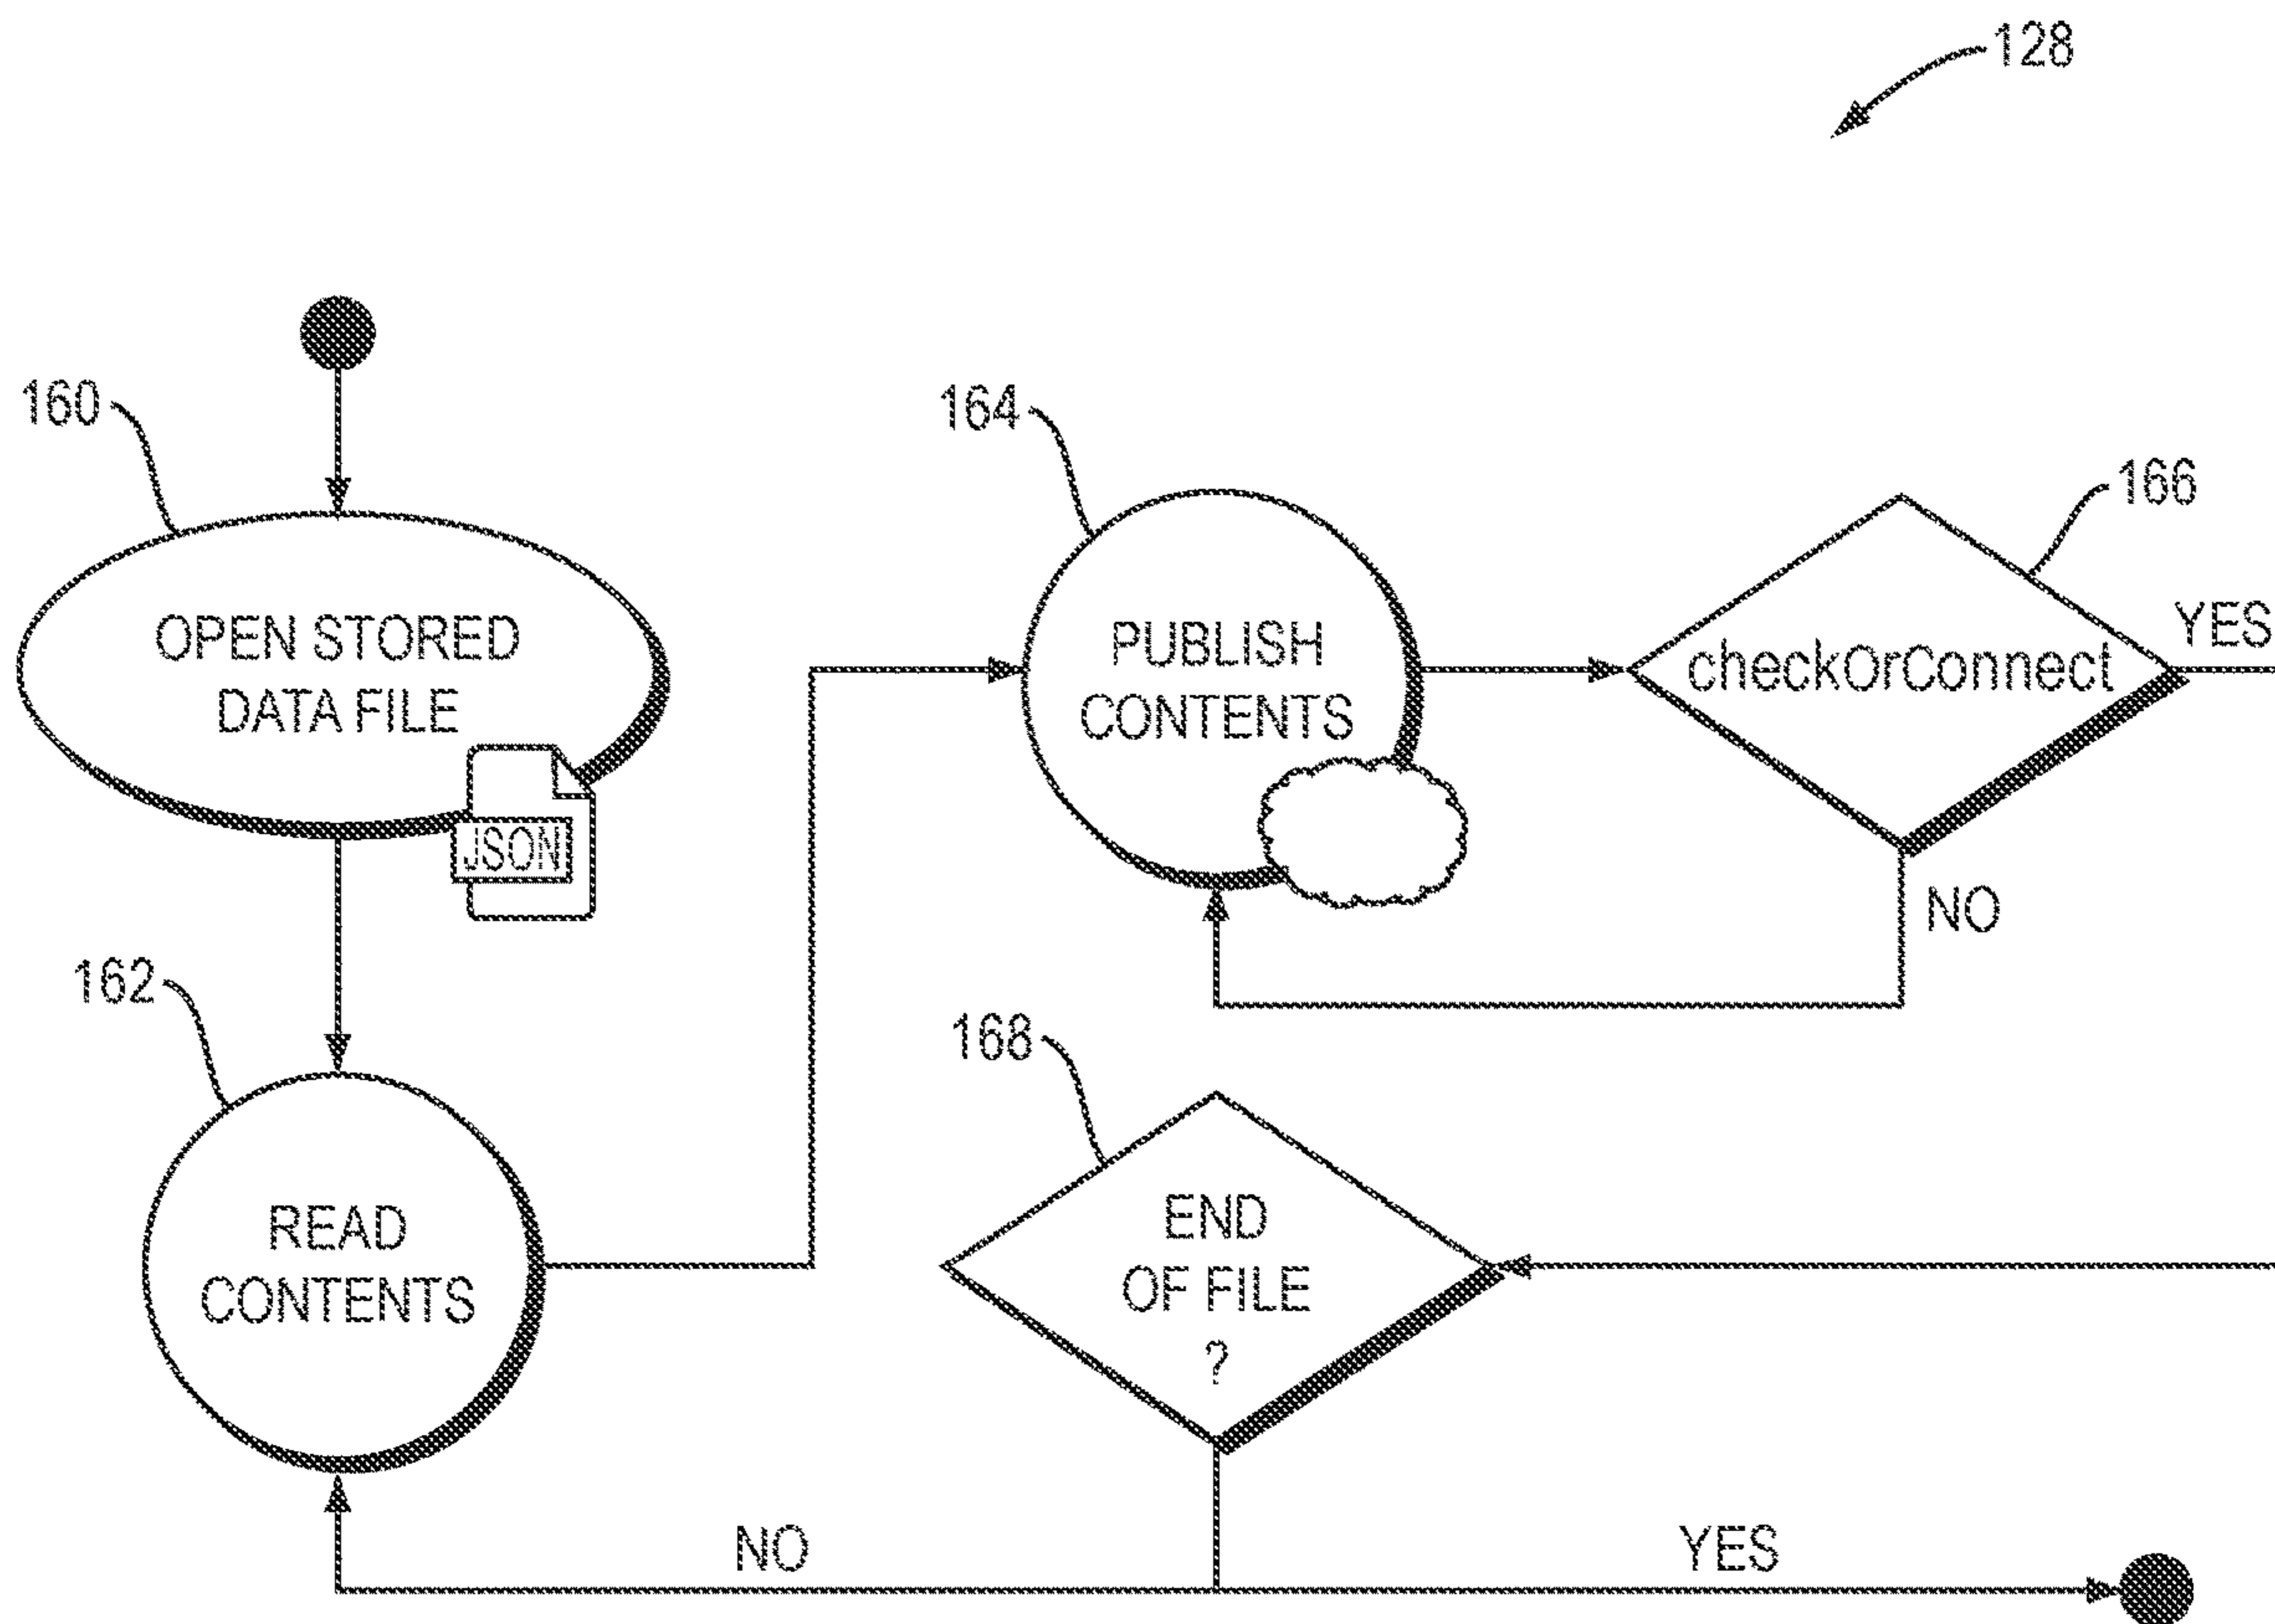 128
160
OPEN STORED
DATA FILE
JSON
164
PUBLISH
CONTENTS
166
checkOrConnect
YES
NO
162
READ
CONTENTS
168
END
OF FILE
?
NO
YES